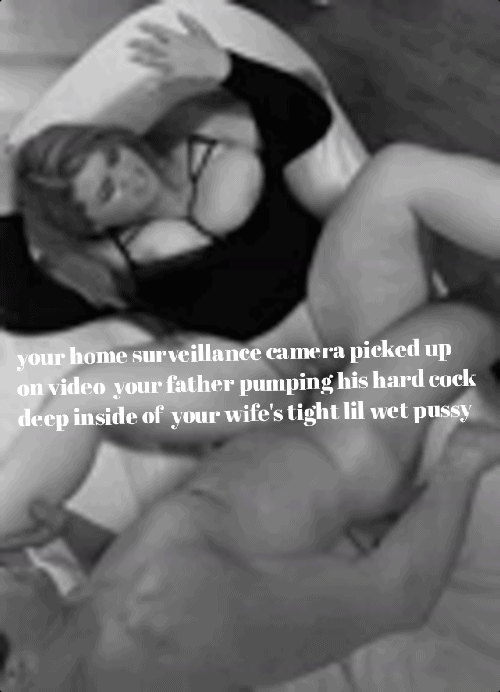 your home surveillance camera picked up
on video your father pumping his hard cock
deep inside of your wife's tight lil wet pussy